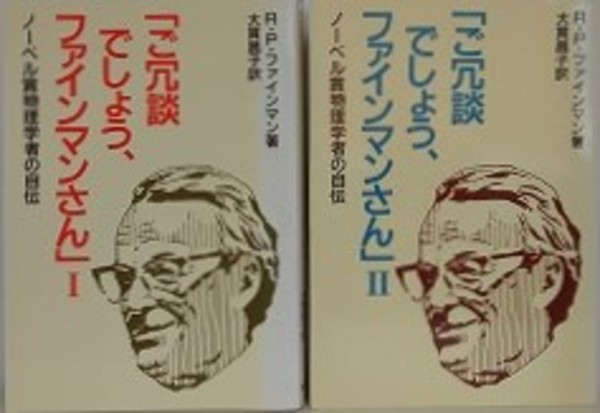 R・P・ファインマン著
大貫昌子訳
「ご冗談
でしょう、
ファインマンさん」I
ノーベル賞物理学者の自伝
R・P・ファインマン著
大貫昌子訳
「ご冗談
でしょう、
ファインマンさん」II
ノーベル賞物理学者の自伝